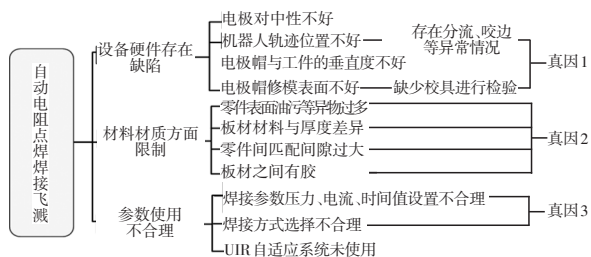 自动电阻点焊焊接飞溅
设备硬件存在
缺陷
电极对中性不好
机器人轨迹位置不好
电极帽与工件的垂直度不好
电极帽修模表面不好
存在分流、咬边
等异常情况
缺少校具进行检验
真因1
材料材质方面
限制
零件表面油污等异物过多
板材材料与厚度差异
零件间匹配间隙过大
板材之间有胶
真因2
参数使用
不合理
焊接参数压力、电流、时间值设置不合理
焊接方式选择不合理
UIR自适应系统未使用
真因3